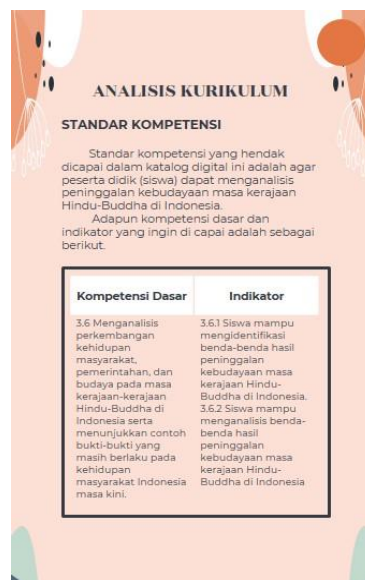 ANALISIS KURIKULUM
STANDAR KOMPETENSI
Standar kompetensi yang hendak
dicapai dalam katalog digital ini adalah agar
peserta didik (siswa) dapat menganalisis
peninggalan kebudayaan masa kerajaan
Hindu-Buddha di Indonesia.
Adapun kompetensi dasar dan
indikator yang ingin di capai adalah sebagai
berikut.
Kompetensi Dasar
3.6 Menganalisis
perkembangan
kehidupan
masyarakat,
pemerintahan, dan
budaya pada masa
kerajaan-kerajaan
Hindu-Buddha di
Indonesia serta
menunjukkan contoh
bukti-bukti yang
masih berlaku pada
kehidupan
masyarakat Indonesia
masa kini.
Indikator
3.6.1 Siswa mampu
mengidentifikasi
benda-benda hasil
peninggalan
kebudayaan masa
kerajaan Hindu-
Buddha di Indonesia.
3.6.2 Siswa mampu
menganalisis benda-
benda hasil
peninggalan
kebudayaan masa
kerajaan Hindu-
Buddha di Indonesia